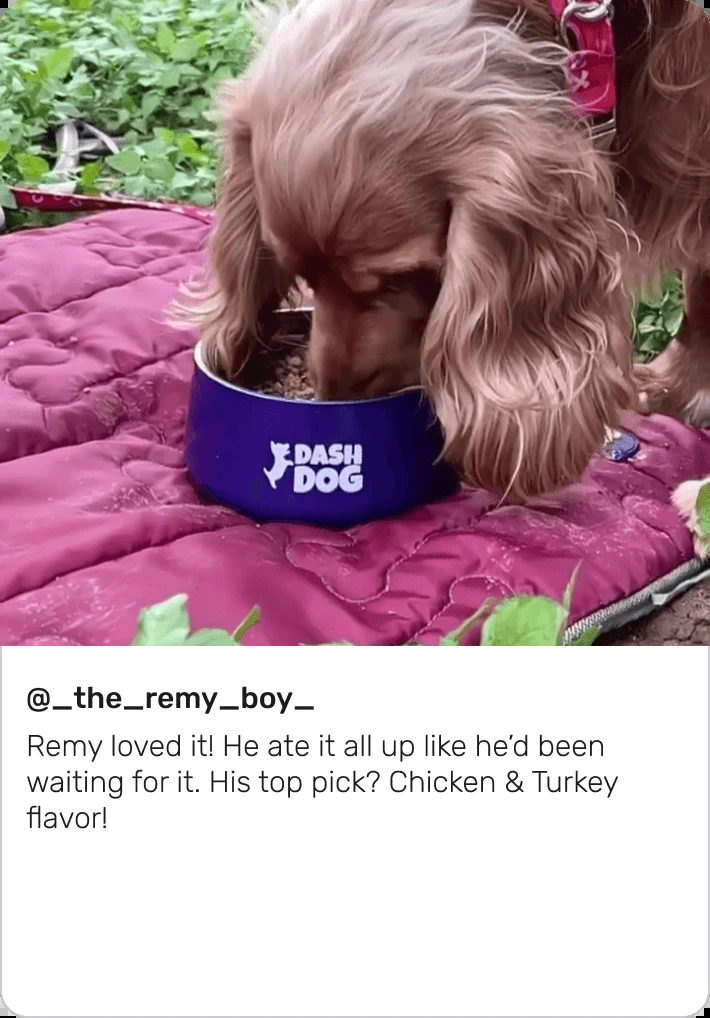 DASH
DOG
@_the_remy_boy_
Remy loved it! He ate it all up like he’d been
waiting for it. His top pick? Chicken & Turkey
flavor!